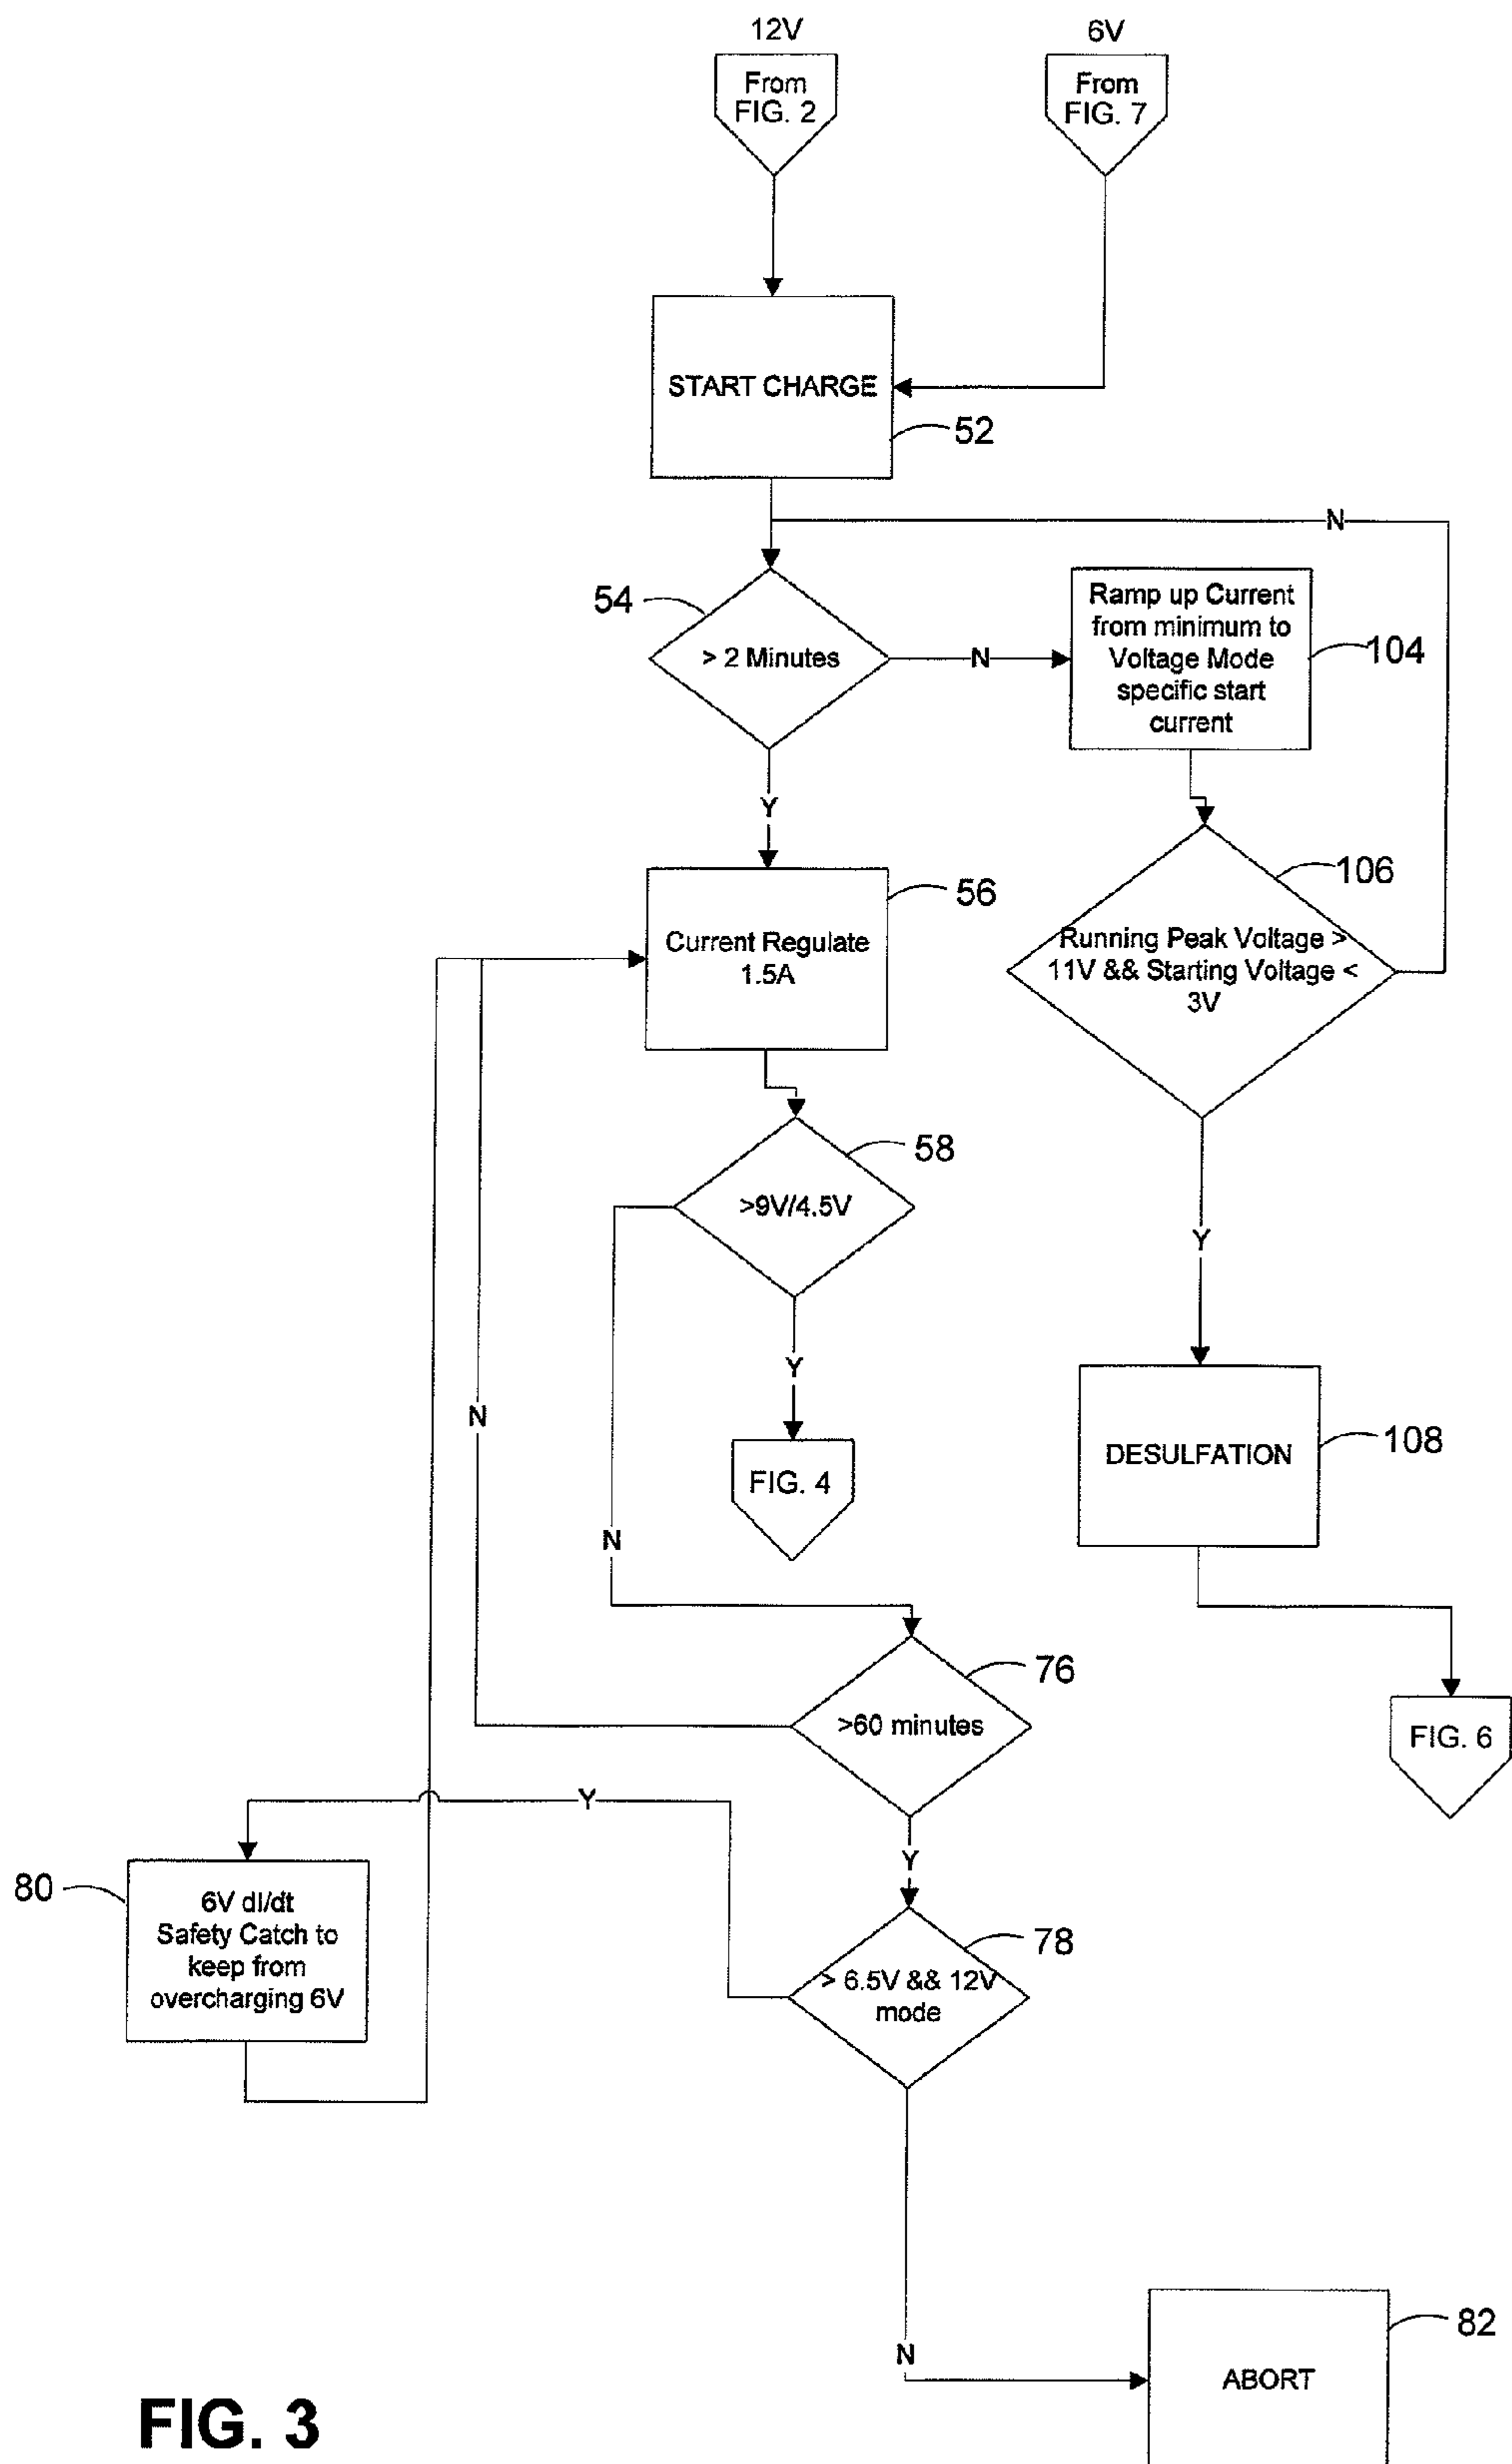 12V
6V
From
FIG. 2
From
FIG. 7
START CHARGE
52
N
54
> 2 Minutes
N
Ramp up Current
from minimum to
Voltage Mode
specific start
current
104
Y
56
Current Regulate
1.5A
106
Running Peak Voltage >
11V && Starting Voltage <
3V
58
>9V/4.5V
Y
Y
N
FIG. 4
DESULFATION
108
N
76
>60 minutes
FIG. 6
Y
Y
80
6V dI/dt
Safety Catch to
keep from
overcharging 6V
78
> 6.5V && 12V
mode
N
82
ABORT
FIG. 3